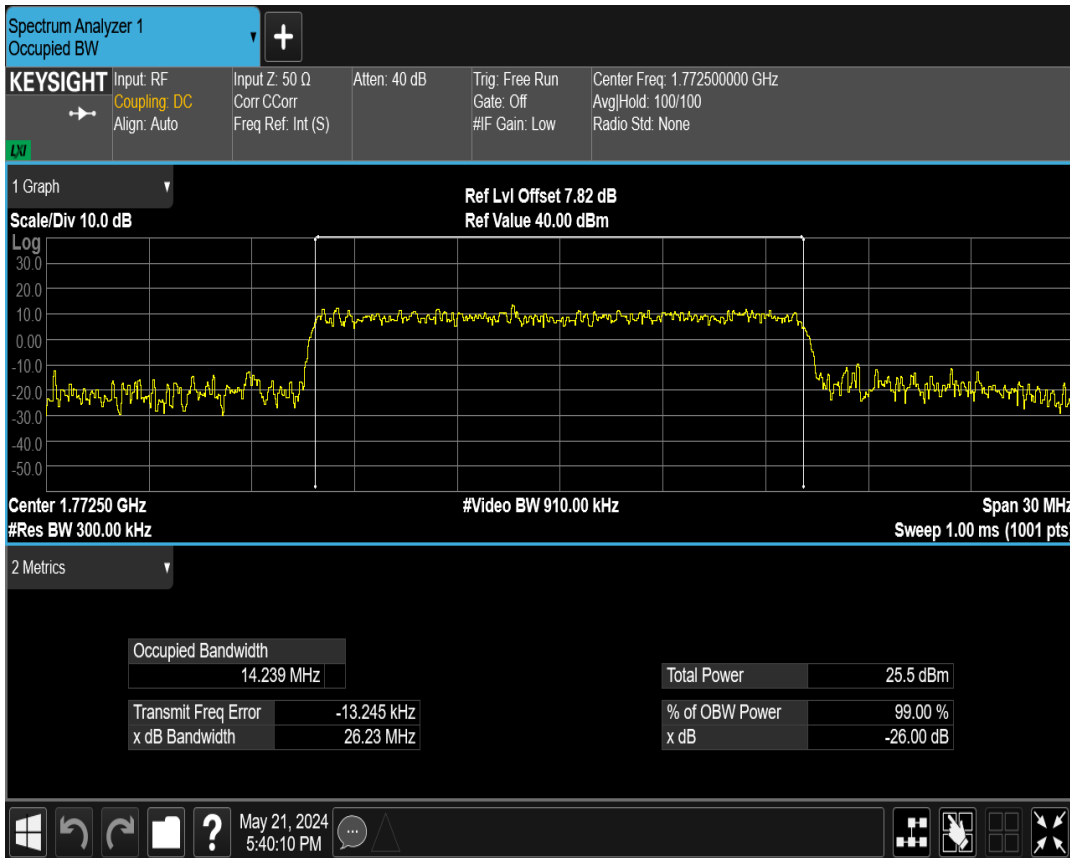 Spectrum Analyzer 1
Occupied BW
KEYSIGHT
Input: RF
Coupling: DC
Align: Auto
Input Z: 50 Ω
Corr CCorr
Freq Ref: Int (S)
Atten: 40 dB
Trig: Free Run
Gate: Off
#IF Gain: Low
Center Freq: 1.772500000 GHz
Avg|Hold: 100/100
Radio Std: None
LXI
1 Graph
Scale/Div 10.0 dB
Ref Lvl Offset 7.82 dB
Ref Value 40.00 dBm
Log
30.0
20.0
10.0
0.00
-10.0
-20.0
-30.0
-40.0
-50.0
Center 1.77250 GHz
#Video BW 910.00 kHz
Span 30 MHz
#Res BW 300.00 kHz
Sweep 1.00 ms (1001 pts)
2 Metrics
Occupied Bandwidth
14.239 MHz
Total Power 25.5 dBm
Transmit Freq Error -13.245 kHz
% of OBW Power 99.00 %
x dB Bandwidth 26.23 MHz
x dB -26.00 dB
?
May 21, 2024
5:40:10 PM